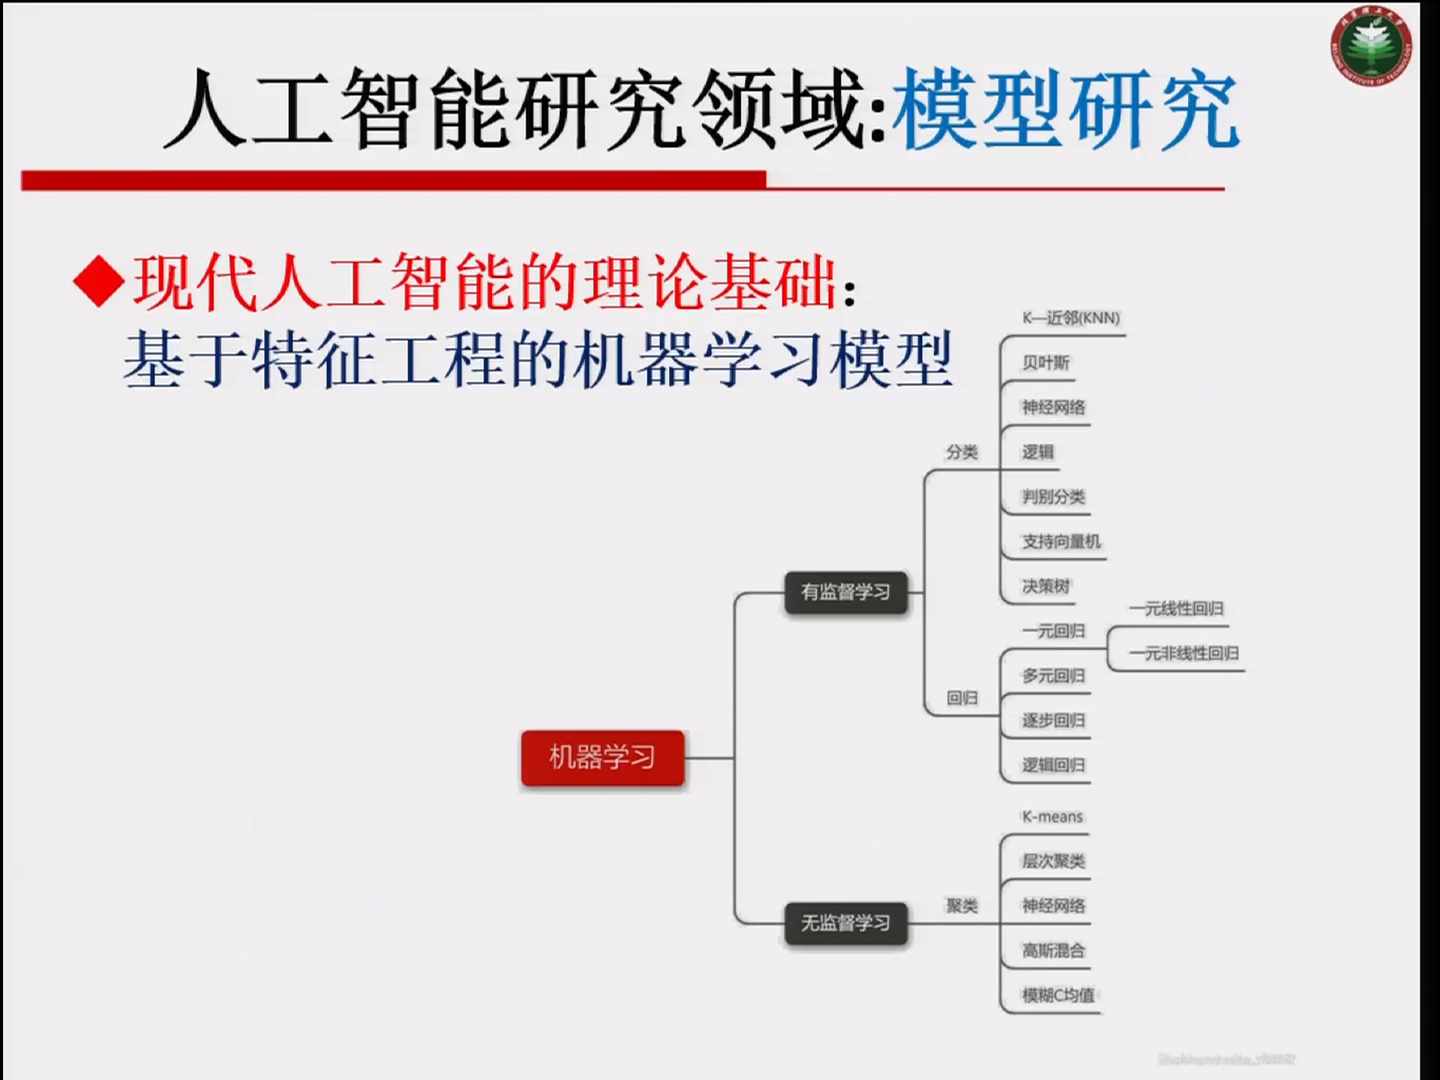 人工智能研究领域:模型研究
现代人工智能的理论基础：
基于特征工程的机器学习模型
机器学习
有监督学习
分类
K—近邻(KNN)
贝叶斯
神经网络
逻辑
判别分类
支持向量机
决策树
回归
一元回归
一元线性回归
一元非线性回归
多元回归
逐步回归
逻辑回归
无监督学习
聚类
K-means
层次聚类
神经网络
高斯混合
模糊C均值
BEIJING INSTITUTE OF TECHNOLOGY